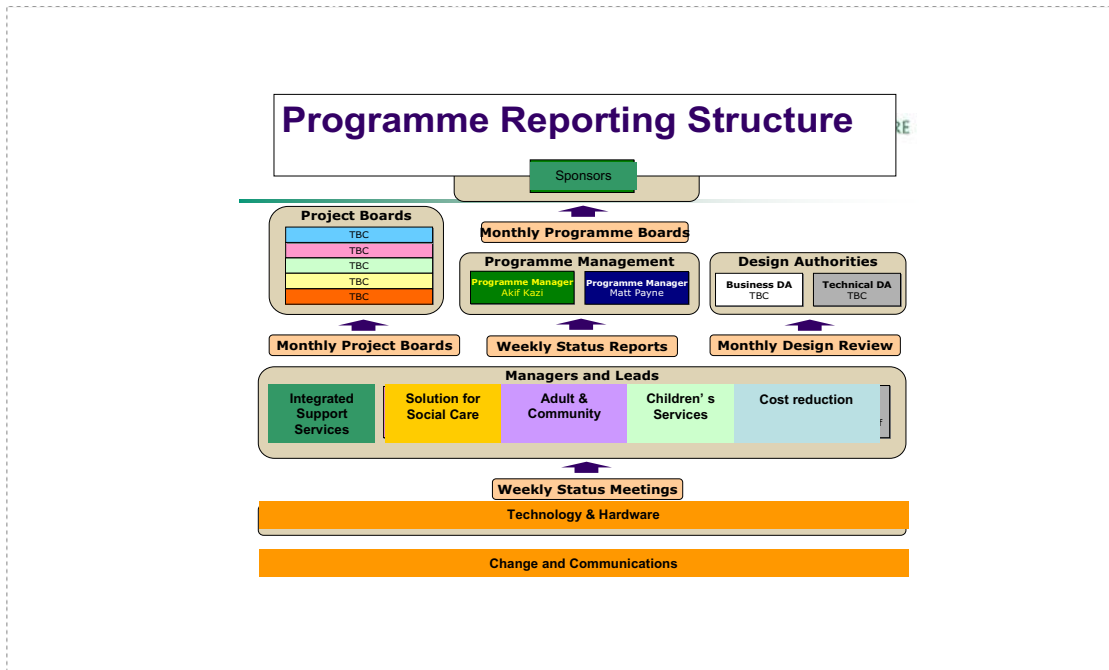 Programme Reporting Structure
RE
Sponsors
Project Boards
TBC
TBC
TBC
TBC
TBC
Monthly Programme Boards
Programme Management
Programme Manager
Akif Kazi
Programme Manager
Matt Payne
Design Authorities
Business DA
TBC
Technical DA
TBC
Monthly Project Boards
Weekly Status Reports
Monthly Design Review
Managers and Leads
Integrated
Support
Services
Solution for
Social Care
Adult &
Community
Children’ s
Services
Cost reduction
f
Weekly Status Meetings
Technology & Hardware
Change and Communications